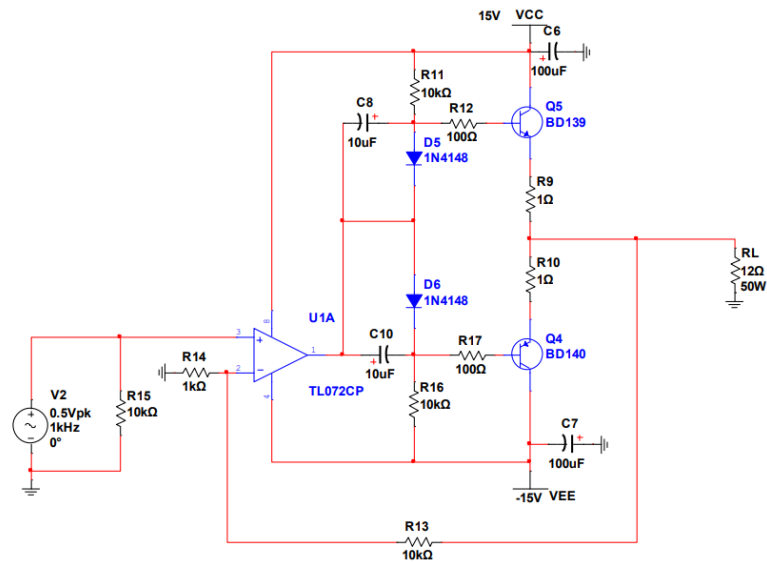 15V VCC
C6
100uF
R11
10kΩ
C8
10uF
R12
100Ω
Q5
BD139
D5
1N4148
R9
1Ω
RL
12Ω
50W
R10
1Ω
D6
1N4148
U1A
8
3
2
1
4
TL072CP
C10
10uF
R17
100Ω
Q4
BD140
R14
1kΩ
V2
0.5Vpk
1kHz
0°
R15
10kΩ
R16
10kΩ
C7
100uF
-15V VEE
R13
10kΩ